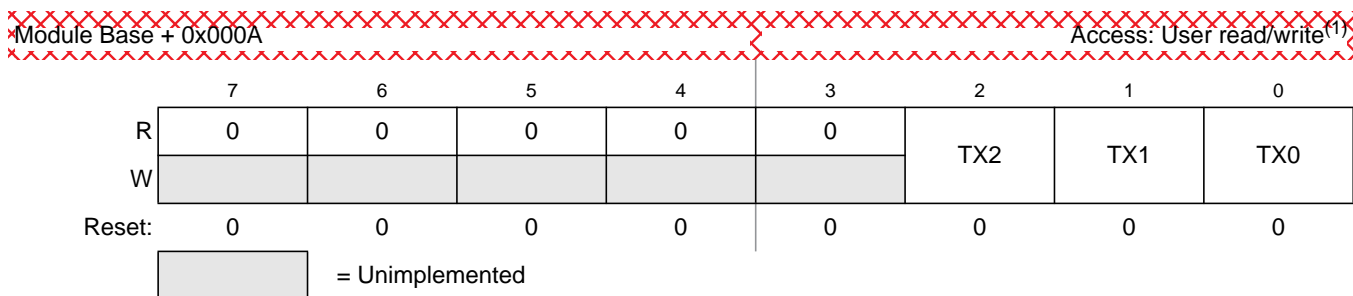 Module Base + 0x000A Access: User read/write(1)
7 6 5 4 3 2 1 0
R 0 0 0 0 0 TX2 TX1 TX0
W
Reset: 0 0 0 0 0 0 0 0
= Unimplemented